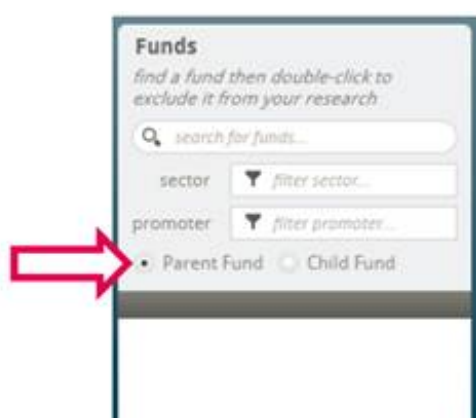 Funds
find a fund then double-click to
exclude it from your research
search for funds...
sector filter sector...
promoter filter promoter...
Parent Fund Child Fund